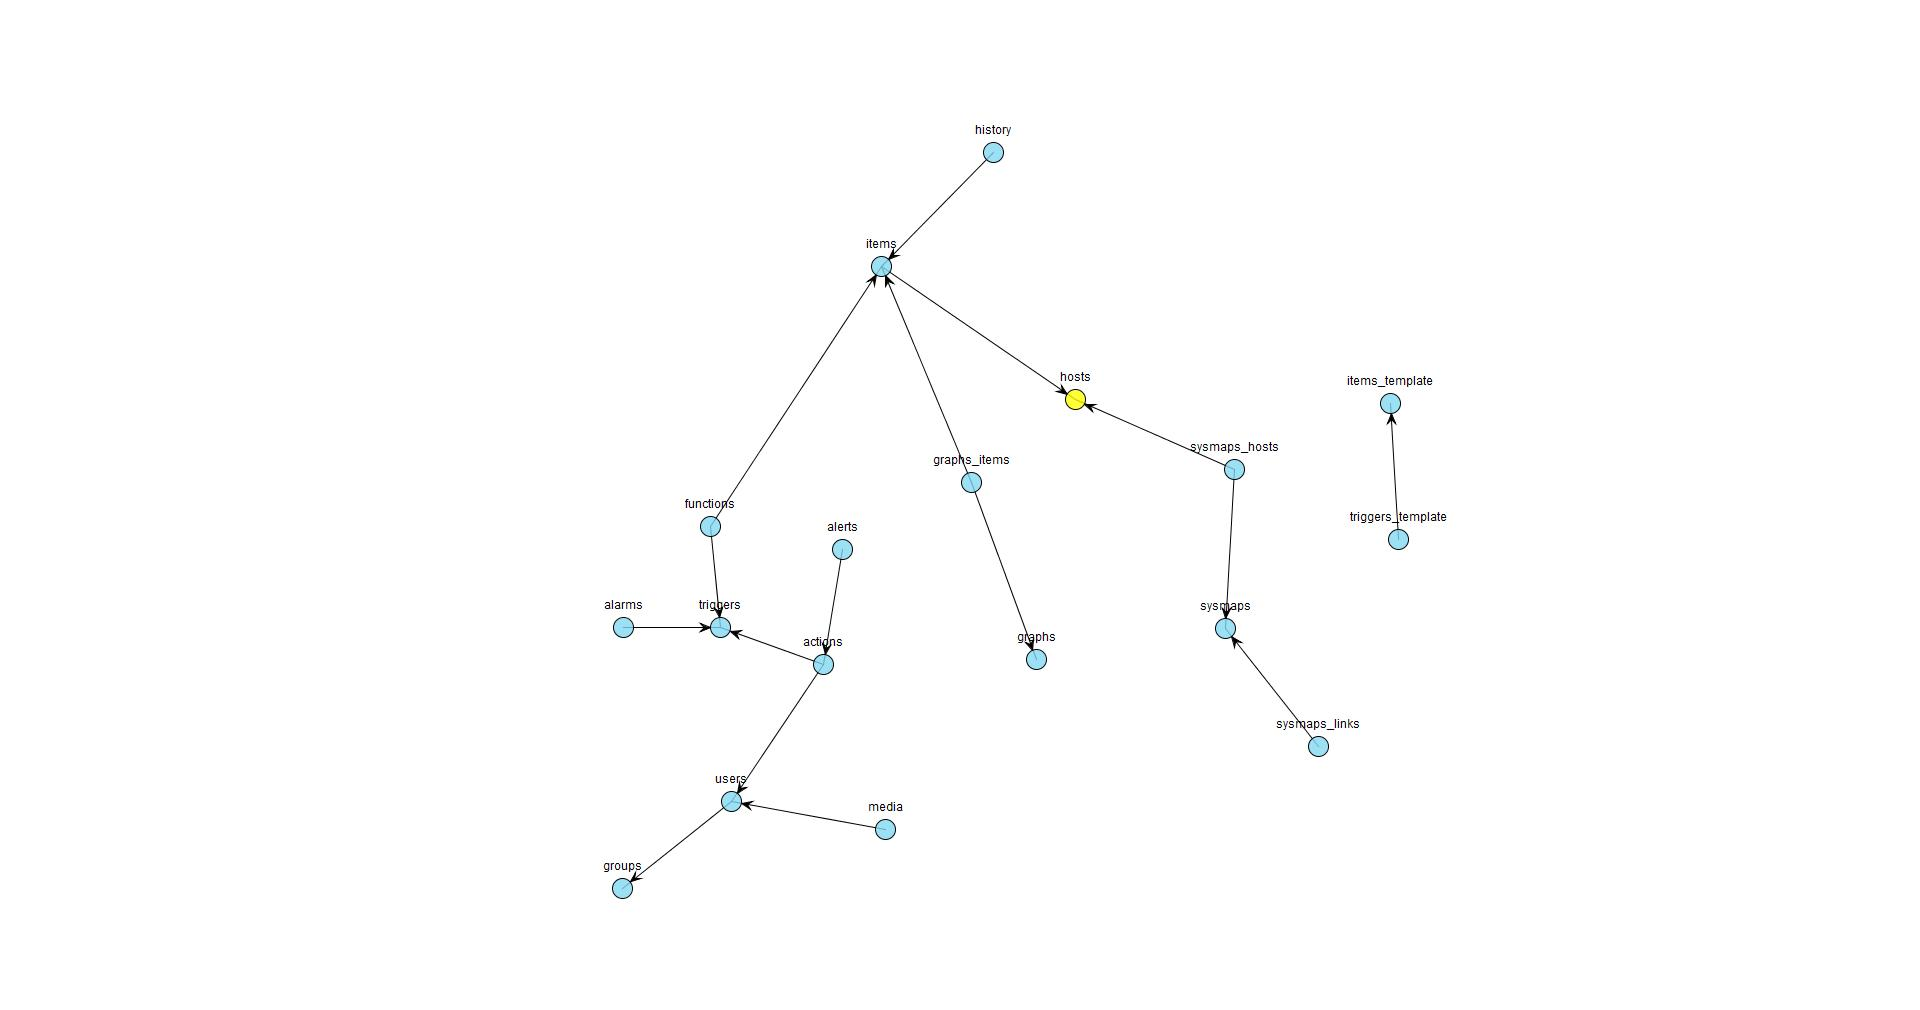 history
items
hosts
items_template
sysmaps_hosts
graphs_items
functions
triggers_template
alerts
alarms
triggers
sysmaps
graphs
actions
sysmaps_links
users
media
groups